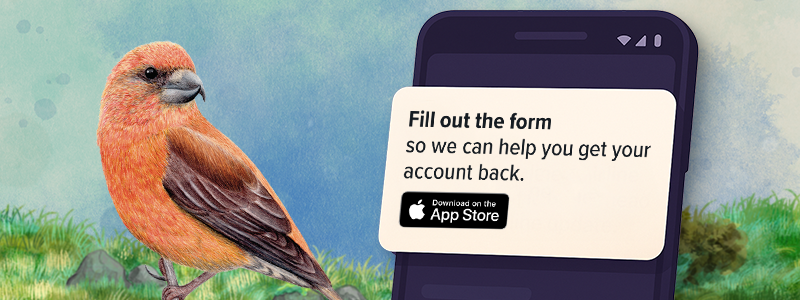 Fill out the form
so we can help you get your
account back.
Download on the
App Store